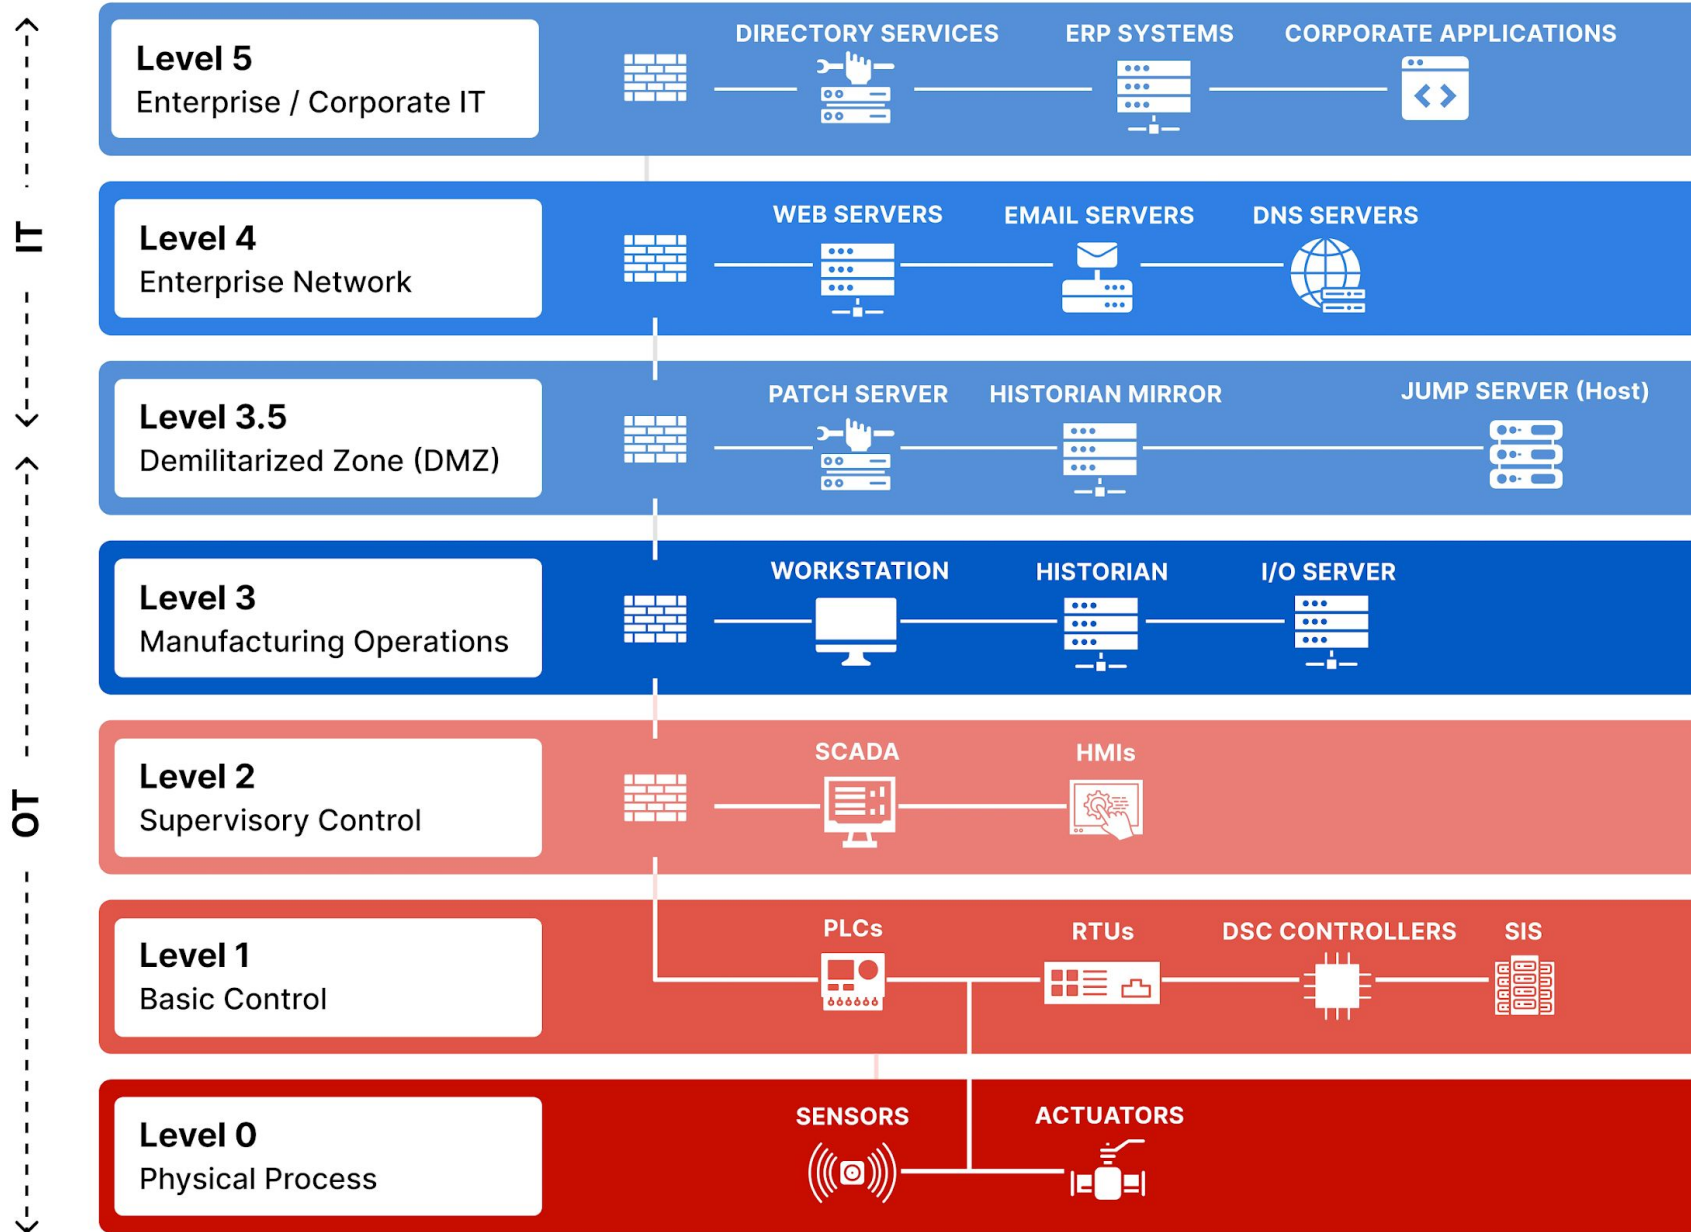 Level 5
Enterprise / Corporate IT
DIRECTORY SERVICES
ERP SYSTEMS
CORPORATE APPLICATIONS
IT
Level 4
Enterprise Network
WEB SERVERS
EMAIL SERVERS
DNS SERVERS
Level 3.5
Demilitarized Zone (DMZ)
PATCH SERVER
HISTORIAN MIRROR
JUMP SERVER (Host)
Level 3
Manufacturing Operations
WORKSTATION
HISTORIAN
I/O SERVER
OT
Level 2
Supervisory Control
SCADA
HMIs
Level 1
Basic Control
PLCs
RTUs
DSC CONTROLLERS
SIS
Level 0
Physical Process
SENSORS
ACTUATORS